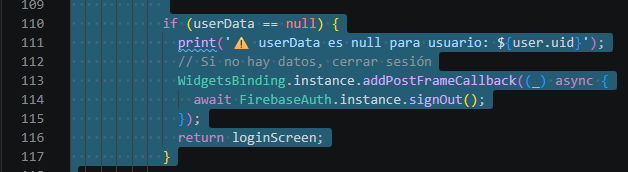 109
110 if (userData == null) {
111 print('⚠️ userData es null para usuario: ${user.uid}');
112 // Si no hay datos, cerrar sesión
113 WidgetsBinding.instance.addPostFrameCallback((_) async {
114 await FirebaseAuth.instance.signOut();
115 });
116 return loginScreen;
117 }